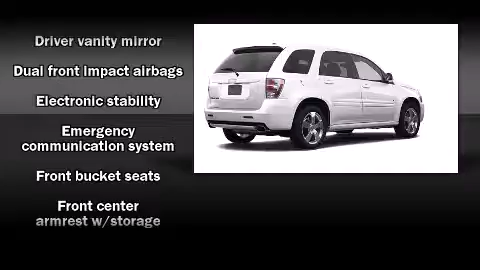 Driver vanity mirror
Dual front impact airbags
Electronic stability
Emergency
communication system
Front bucket seats
Front center
armrest w/storage